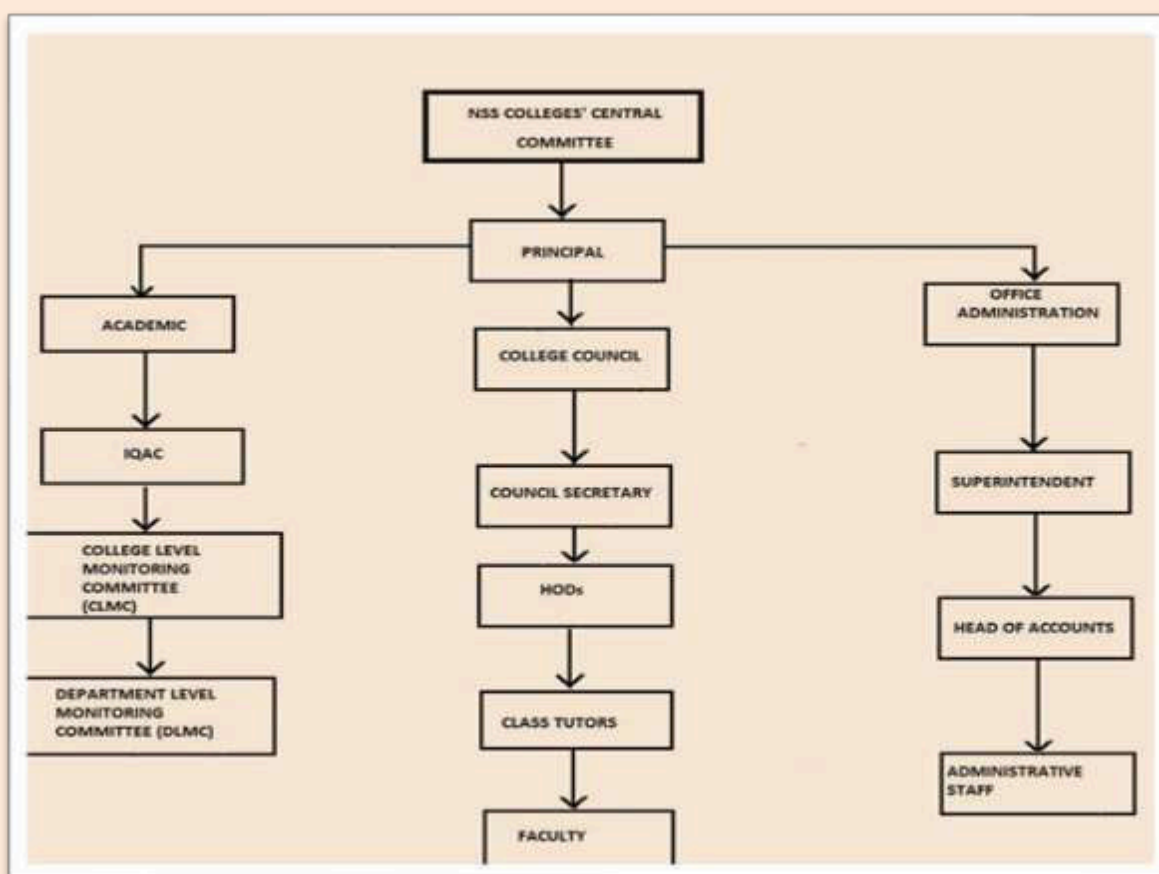 NSS COLLEGES' CENTRAL
COMMITTEE
PRINCIPAL
ACADEMIC
IQAC
COLLEGE LEVEL
MONITORING
COMMITTEE
(CLMC)
DEPARTMENT LEVEL
MONITORING
COMMITTEE (DLMC)
COLLEGE COUNCIL
COUNCIL SECRETARY
HODs
CLASS TUTORS
FACULTY
OFFICE
ADMINISTRATION
SUPERINTENDENT
HEAD OF ACCOUNTS
ADMINISTRATIVE
STAFF